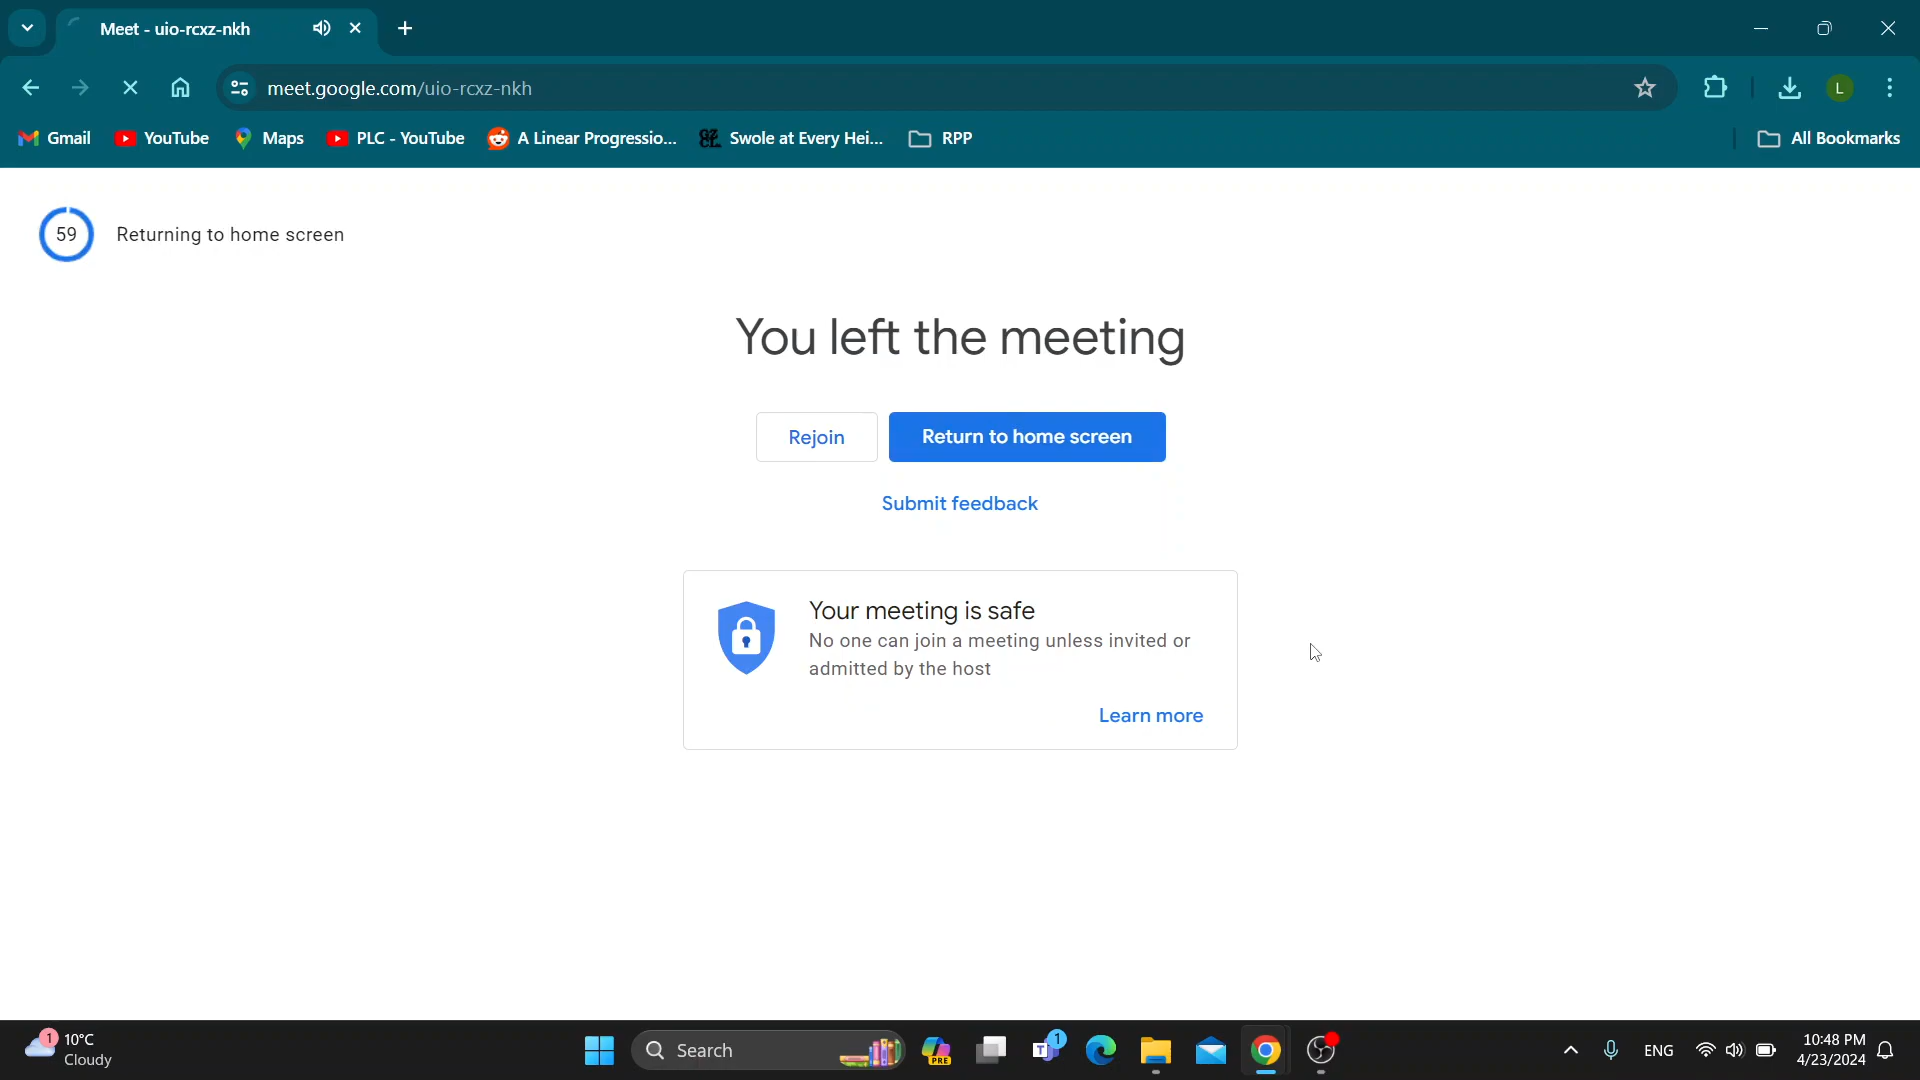 Meet - uio-rcxz-nkh
meet.google.com/uio-rcxz-nkh
L
Gmail YouTube Maps PLC - YouTube A Linear Progressio... Swole at Every Hei... RPP All Bookmarks
59 Returning to home screen
You left the meeting
Rejoin Return to home screen
Submit feedback
Your meeting is safe
No one can join a meeting unless invited or
admitted by the host
Learn more
1 10°C
Cloudy
Search
PRE
T 1
ENG
10:48 PM
4/23/2024